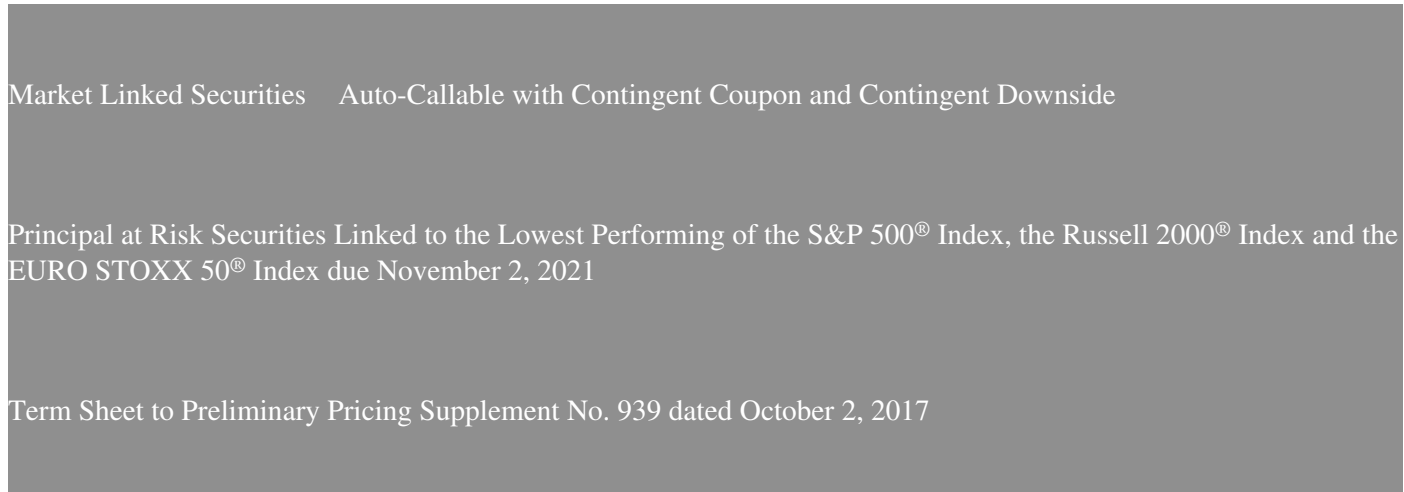 Market Linked Securities Auto-Callable with Contingent Coupon and Contingent Downside
Principal at Risk Securities Linked to the Lowest Performing of the S&P 500® Index, the Russell 2000® Index and the
EURO STOXX 50® Index due November 2, 2021
Term Sheet to Preliminary Pricing Supplement No. 939 dated October 2, 2017